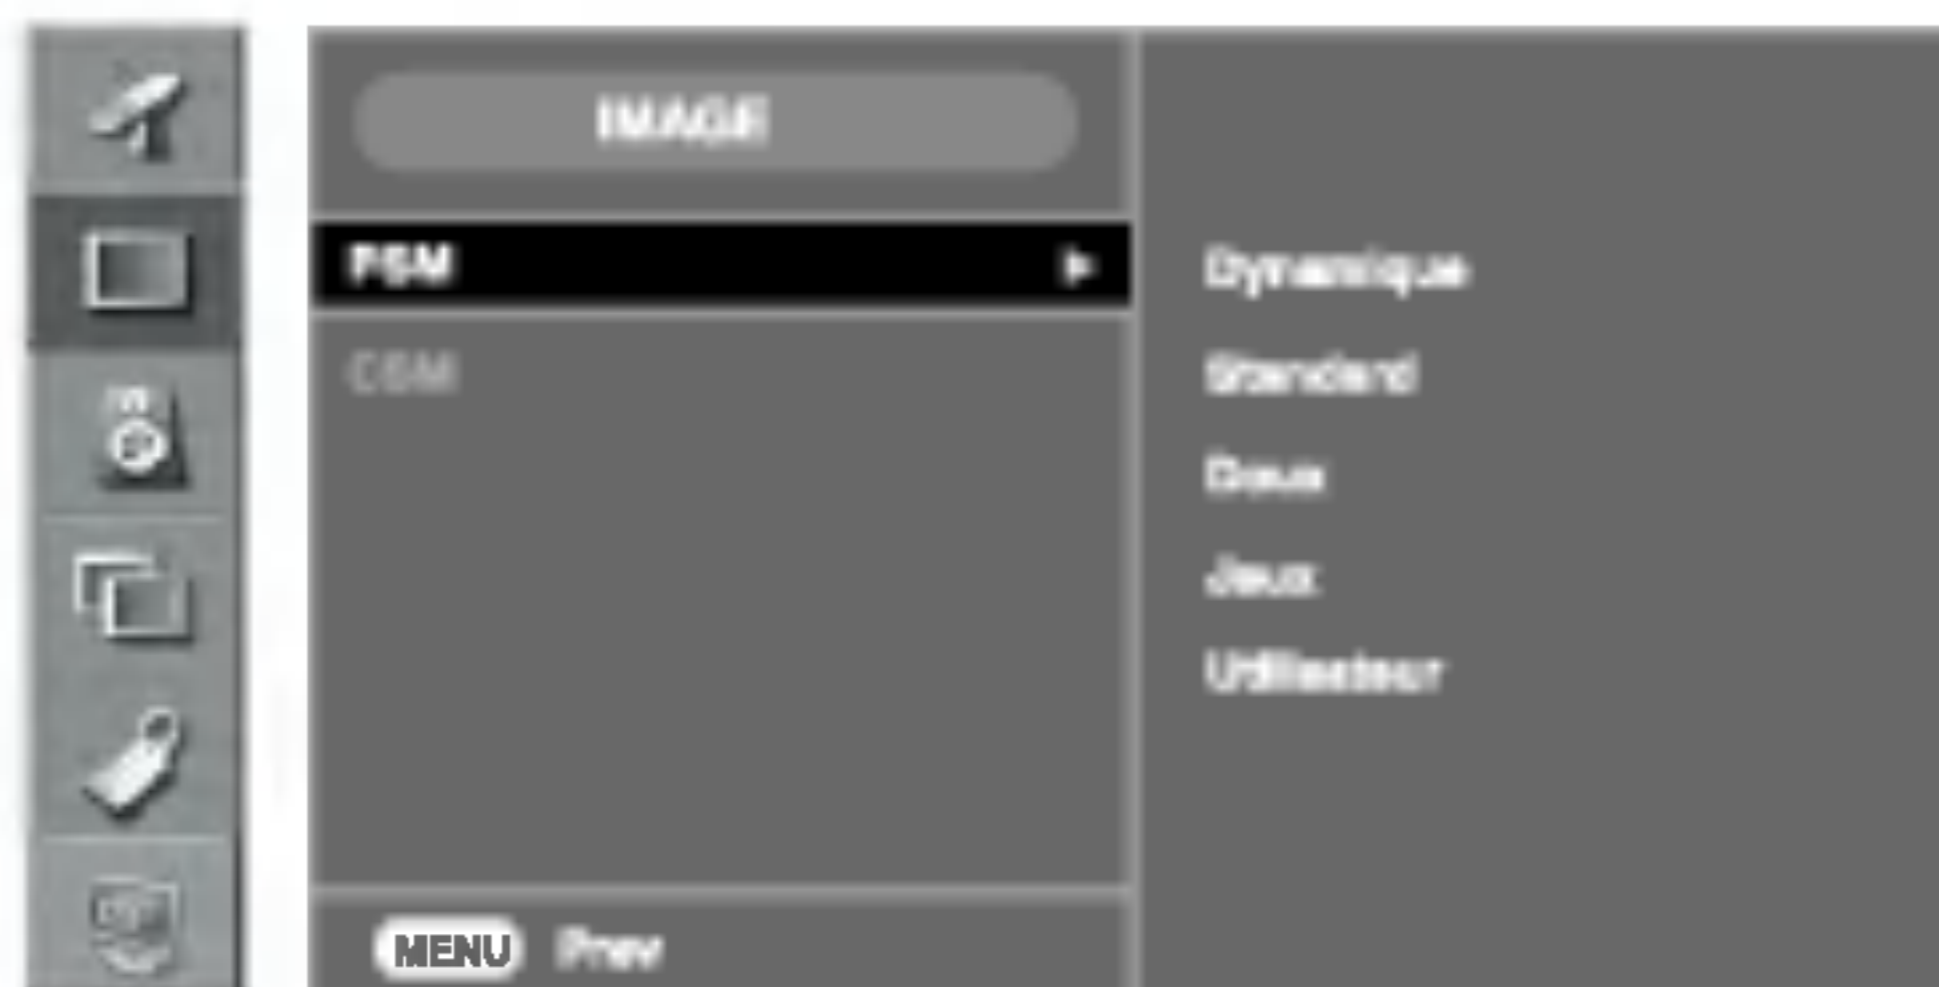 IMAGE
PSM
CSM
Dynamique
Standard
Doux
Jeux
Utilisateur
MENU Prev